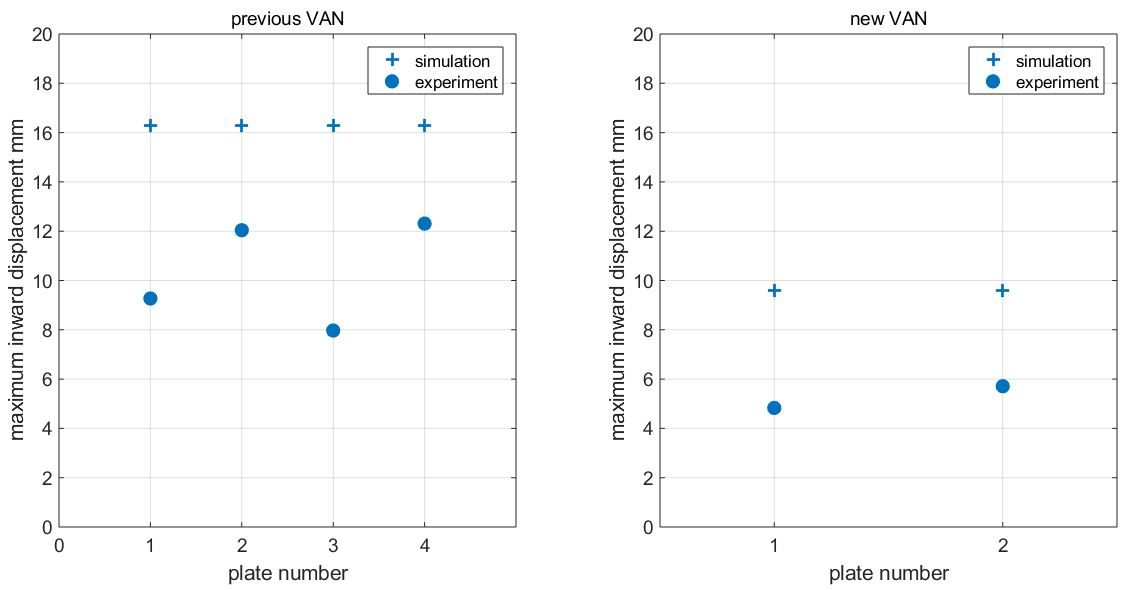 previous VAN
20
18
16
14
12
10
8
6
4
2
0
maximum inward displacement mm
simulation
experiment
0 1 2 3 4
plate number
new VAN
20
18
16
14
12
10
8
6
4
2
0
maximum inward displacement mm
simulation
experiment
1 2
plate number